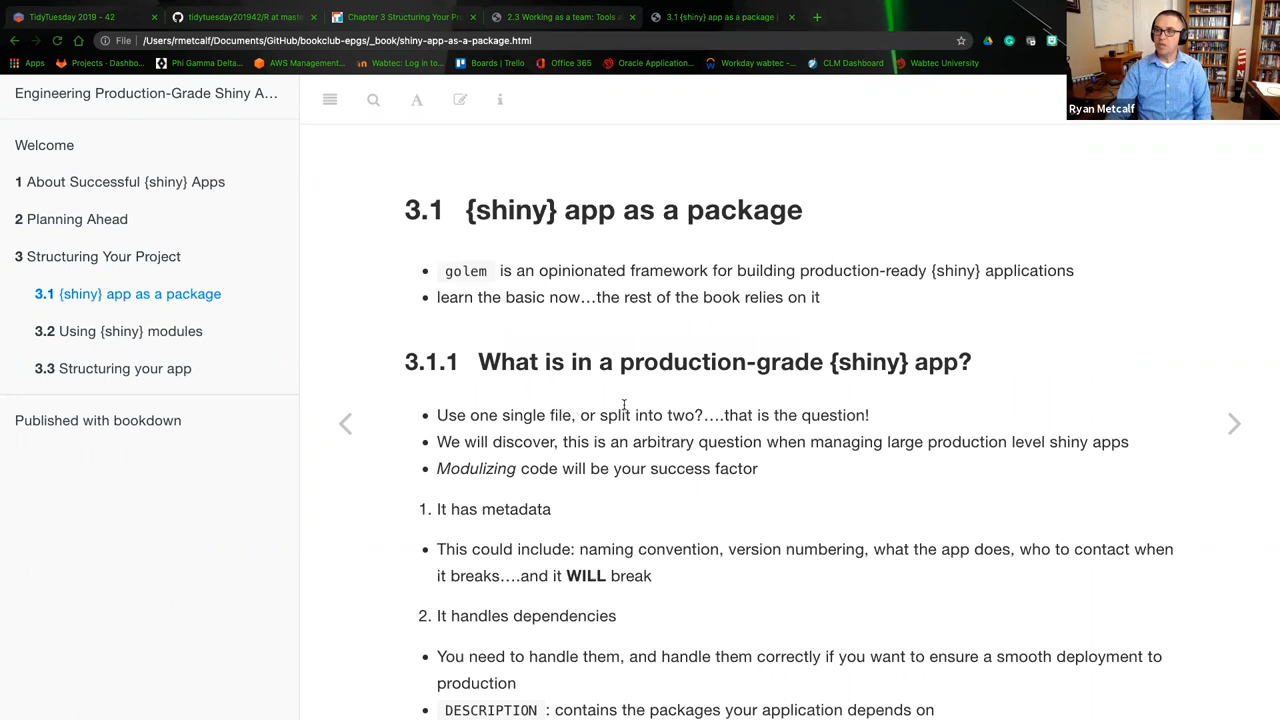 TidyTuesday 2019 - 42
tidytuesday201942/R at maste
Chapter 3 Structuring Your Pr
2.3 Working as a team: Tools a
3.1 {shiny} app as a package |
File | /Users/rmetcalf/Documents/GitHub/bookclub-epgs/_book/shiny-app-as-a-package.html
Apps
Projects - Dashbo...
Phi Gamma Delta...
AWS Management...
Wabtec: Log in to...
Boards | Trello
Office 365
Oracle Application...
Workday wabtec -...
CLM Dashboard
Wabtec University
Ryan Metcalf
Engineering Production-Grade Shiny A...
Welcome
1 About Successful {shiny} Apps
2 Planning Ahead
3 Structuring Your Project
3.1 {shiny} app as a package
3.2 Using {shiny} modules
3.3 Structuring your app
Published with bookdown
3.1 {shiny} app as a package
• golem is an opinionated framework for building production-ready {shiny} applications
• learn the basic now…the rest of the book relies on it
3.1.1 What is in a production-grade {shiny} app?
• Use one single file, or split into two?….that is the question!
• We will discover, this is an arbitrary question when managing large production level shiny apps
• Modulizing code will be your success factor
1. It has metadata
• This could include: naming convention, version numbering, what the app does, who to contact when
it breaks….and it WILL break
2. It handles dependencies
• You need to handle them, and handle them correctly if you want to ensure a smooth deployment to
production
• DESCRIPTION : contains the packages your application depends on